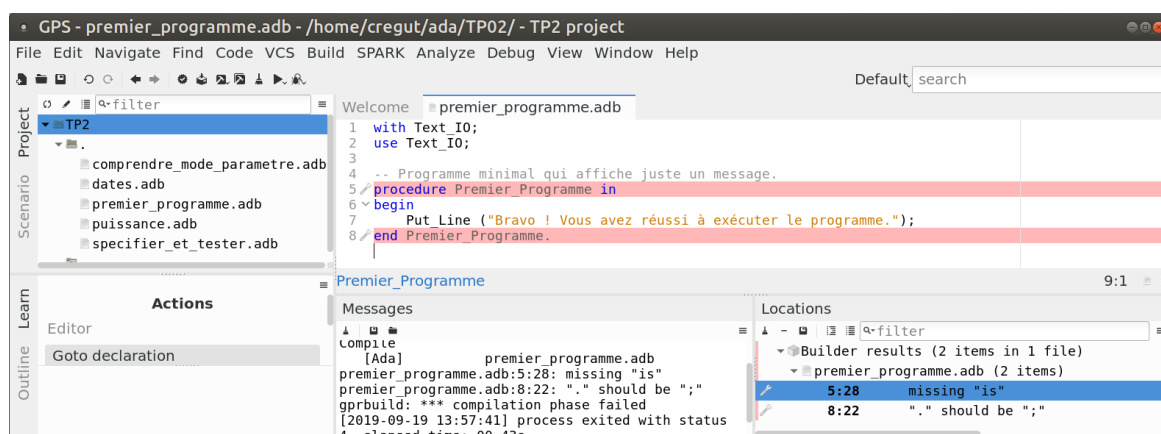 GPS - premier_programme.adb - /home/cregut/ada/TP02/ - TP2 project
File Edit Navigate Find Code VCS Build SPARK Analyze Debug View Window Help
Default search
Project
Scenario
filter
TP2
.
comprendre_mode_parametre.adb
dates.adb
premier_programme.adb
puissance.adb
specifier_et_tester.adb
Welcome premier_programme.adb
1 with Text_IO;
2 use Text_IO;
3
4 -- Programme minimal qui affiche juste un message.
5 procedure Premier_Programme in
6 begin
7 Put_Line ("Bravo ! Vous avez réussi à exécuter le programme.");
8 end Premier_Programme.
Premier_Programme 9:1
Learn
Outline
Actions
Editor
Goto declaration
Messages
Compile
[Ada] premier_programme.adb
premier_programme.adb:5:28: missing "is"
premier_programme.adb:8:22: "." should be ";"
gprbuild: *** compilation phase failed
[2019-09-19 13:57:41] process exited with status
Locations
filter
Builder results (2 items in 1 file)
premier_programme.adb (2 items)
5:28 missing "is"
8:22 "." should be ";"